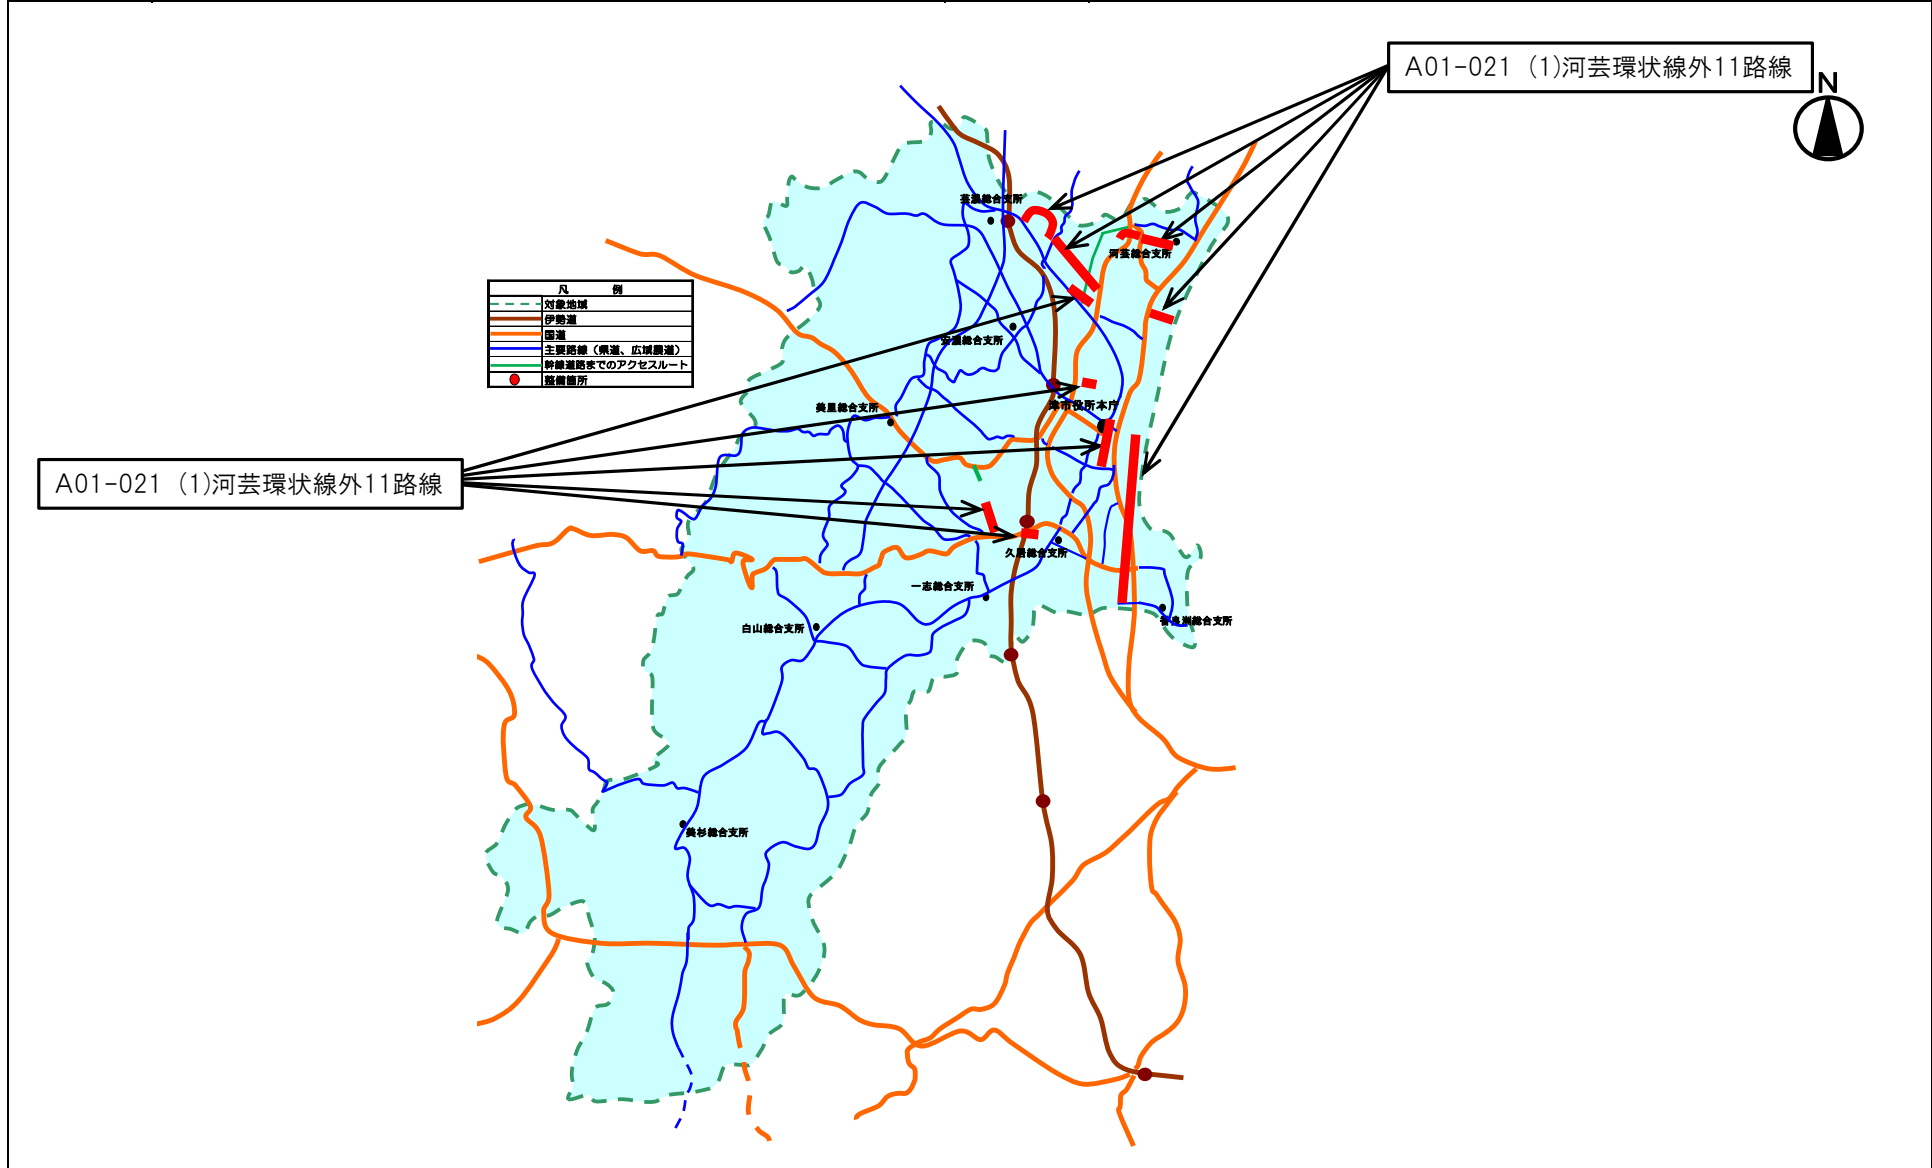 A01-021 (1)河芸環状線外11路線
N
芸濃総合支所
河芸総合支所
凡 例
対象地域
伊勢道
国道
主要路線（県道、広域農道）
幹線道路までのアクセスルート
整備箇所
安濃総合支所
美里総合支所
津市役所本庁
A01-021 (1)河芸環状線外11路線
久居総合支所
一志総合支所
白山総合支所
香良洲総合支所
美杉総合支所